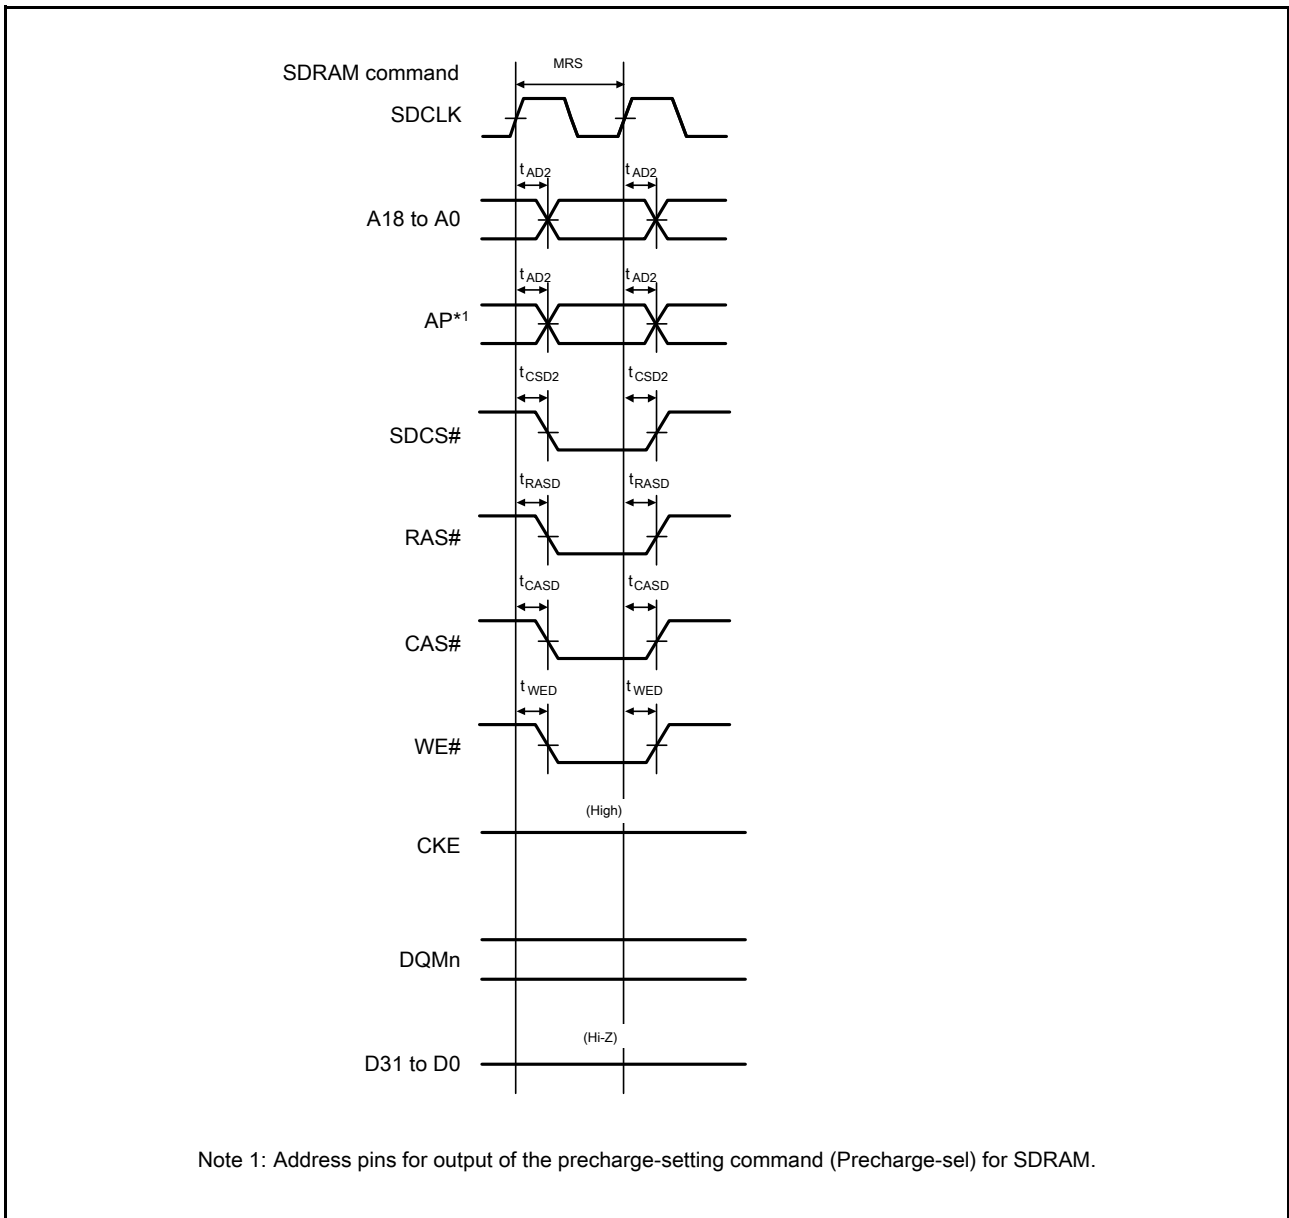 MRS
SDRAM command
SDCLK
tAD2 tAD2
A18 to A0
tAD2 tAD2
AP*1
tCSD2 tCSD2
SDCS#
tRASD tRASD
RAS#
tCASD tCASD
CAS#
tWED tWED
WE#
(High)
CKE
DQMn
(Hi-Z)
D31 to D0
Note 1: Address pins for output of the precharge-setting command (Precharge-sel) for SDRAM.